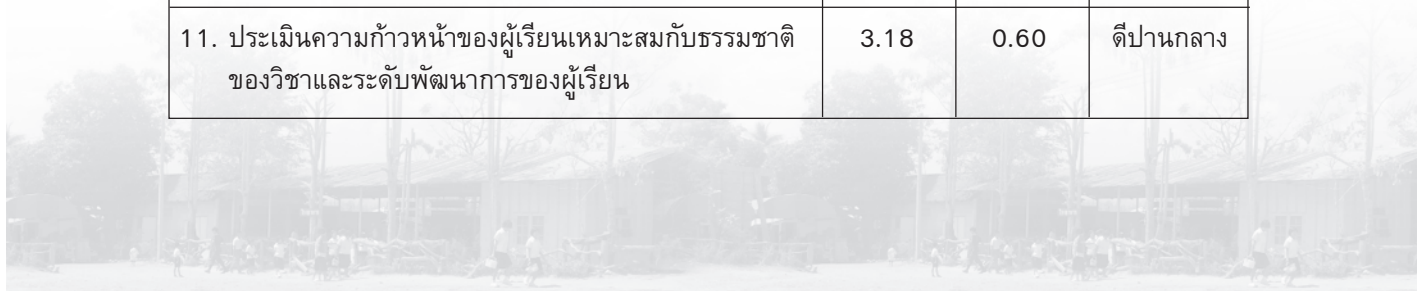 11. ประเมินความก้าวหน้าของผู้เรียนเหมาะสมกับธรรมชาติ 3.18 0.60 ดีปานกลาง
ของวิชาและระดับพัฒนาการของผู้เรียน